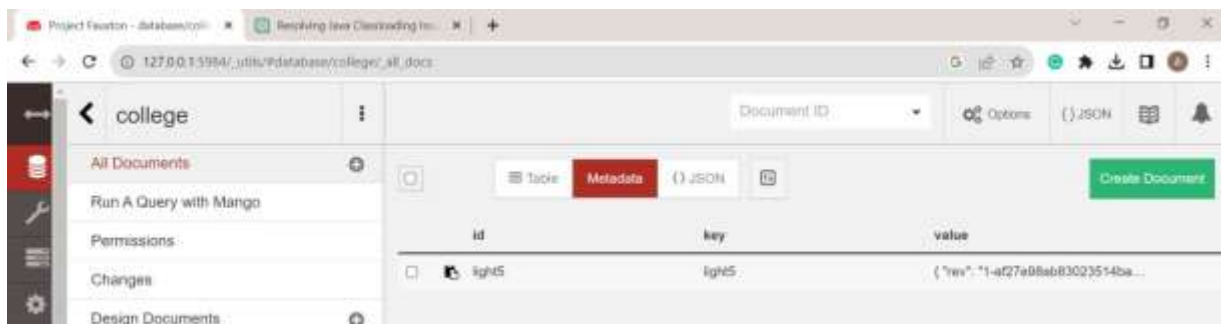 Project Fauxton - database/coll
Resolving Java Classloading Iss
127.0.0.1:5984/_utils/#database/college/_all_docs
college
Document ID
Options
{ } JSON
All Documents
Table
Metadata
{ } JSON
Create Document
Run A Query with Mango
Permissions
id
key
value
Changes
light5
light5
{ "rev": "1-af27a98ab83023514ba...
Design Documents